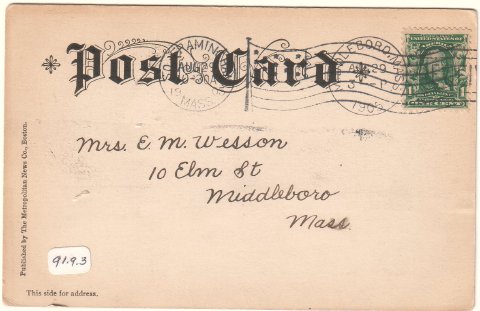 Post Card
Mrs. E. M. Wesson
10 Elm St
Middleboro
Mass.
Published by The Metropolitan News Co., Boston.
91.9.3
This side for address.